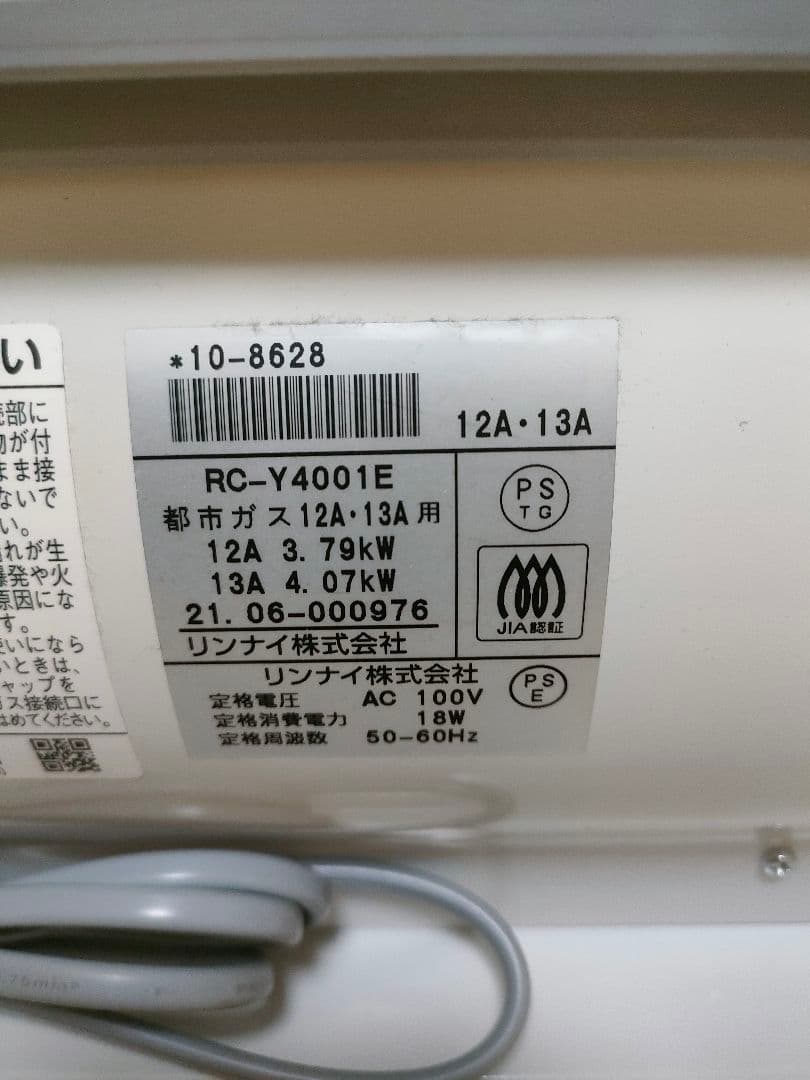 い
部に
が付
まま接
ないで
い。
れが生
爆発や火
原因にな
す。
いになら
いときは、
ャップを
ス接続口に
はめてください。
*10-8628
12A・13A
RC-Y4001E
都市ガス12A・13A用
12A 3.79kW
13A 4.07kW
21.06-000976
リンナイ株式会社
PS
TG
JIA認証
リンナイ株式会社
定格電圧 AC 100V
定格消費電力 18W
定格周波数 50-60Hz
PS
E